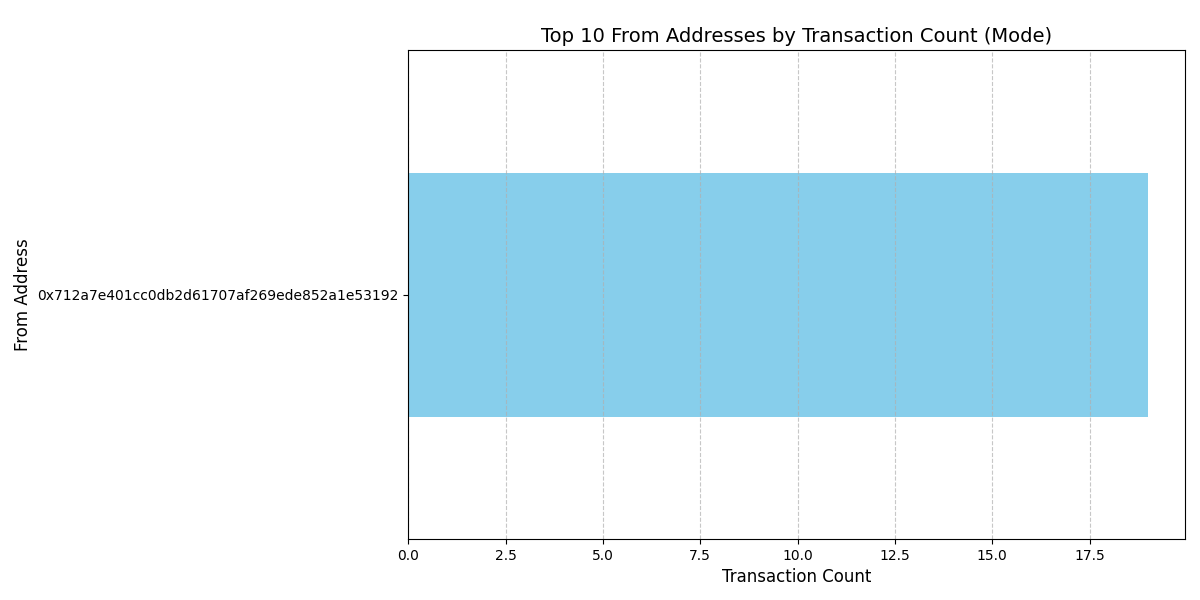 Top 10 From Addresses by Transaction Count (Mode)
From Address
0x712a7e401cc0db2d61707af269ede852a1e53192
0.0 2.5 5.0 7.5 10.0 12.5 15.0 17.5
Transaction Count